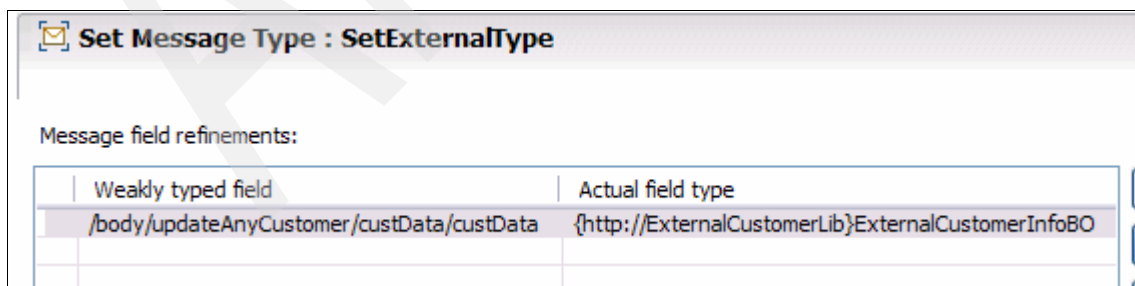 Set Message Type : SetExternalType
Message field refinements:
Weakly typed field Actual field type
/body/updateAnyCustomer/custData/custData {http://ExternalCustomerLib}ExternalCustomerInfoBO